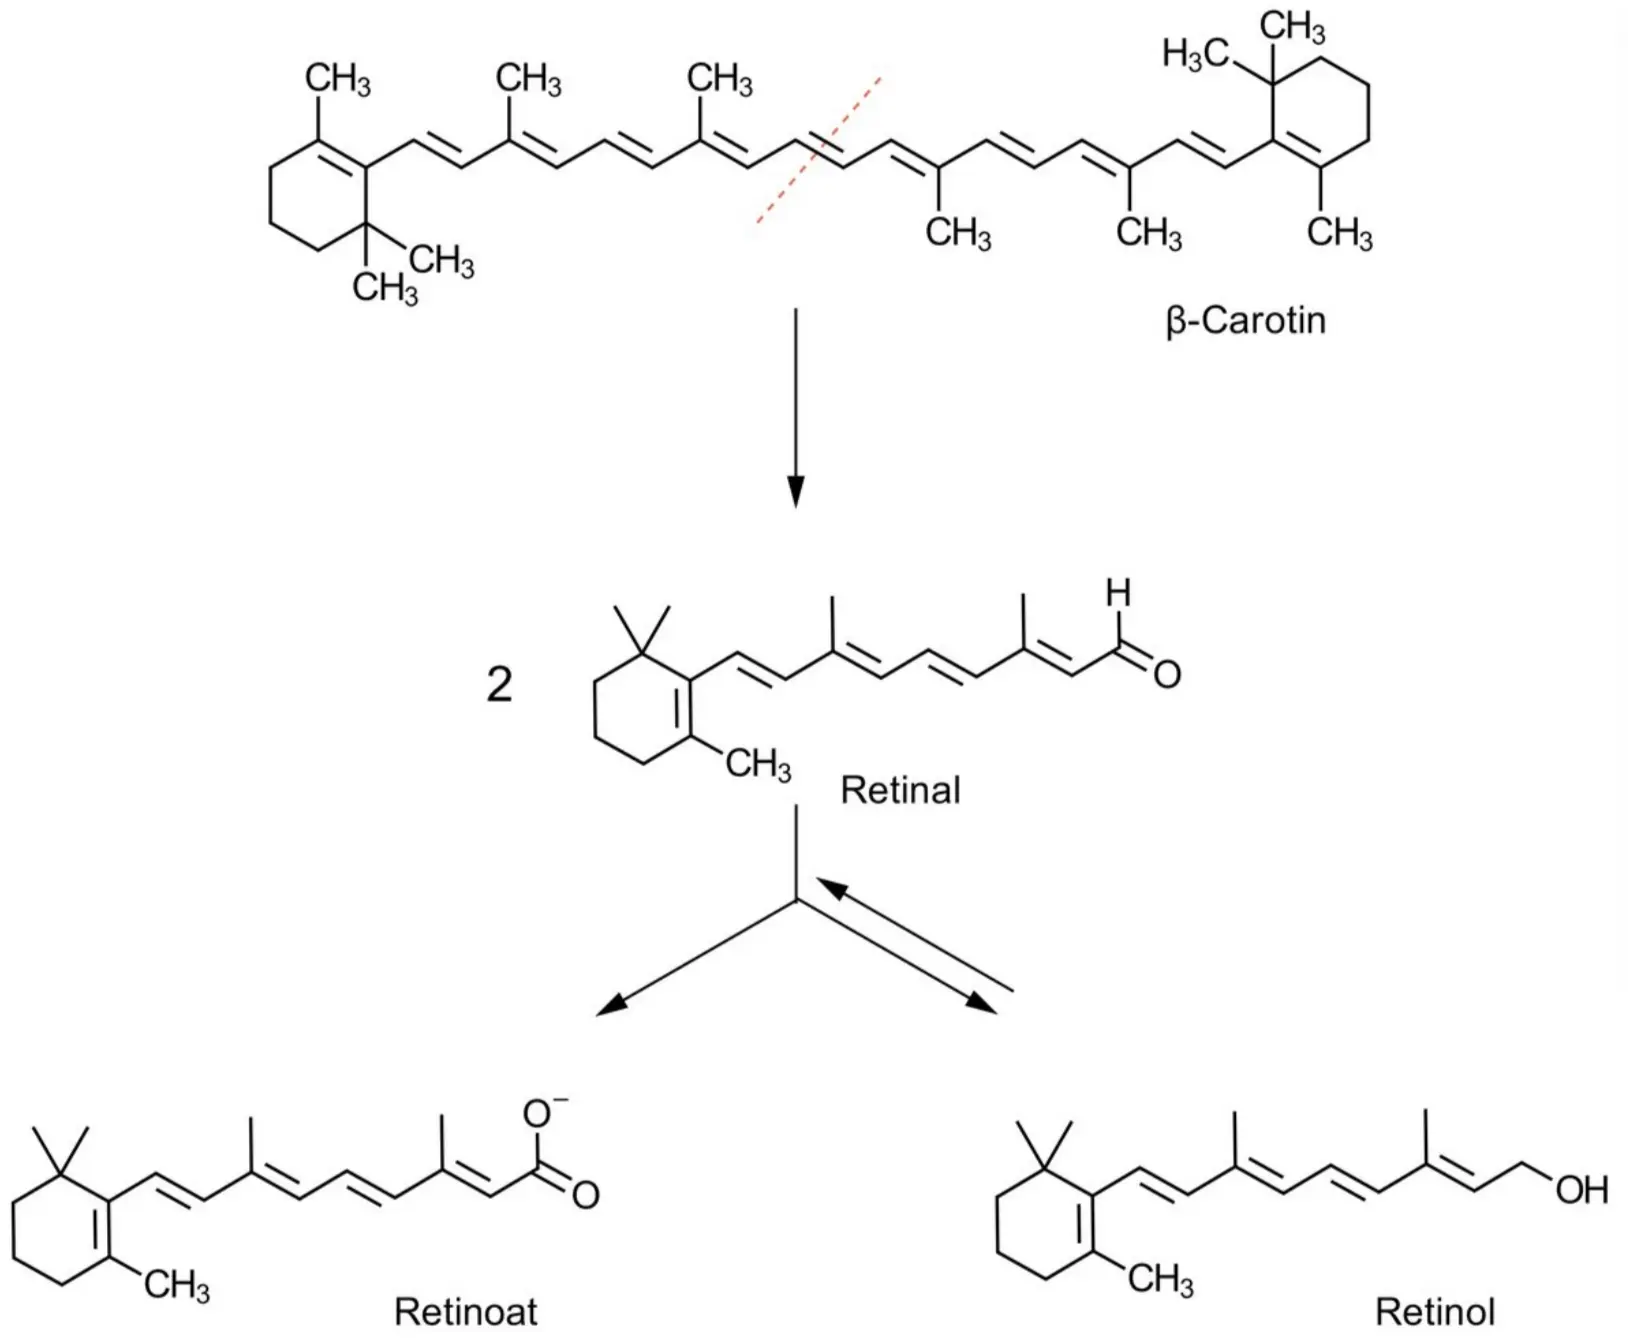 CH₃
H₃C
CH₃ CH₃ CH₃
CH₃
CH₃
CH₃ CH₃ CH₃
β-Carotin
H
2
O
CH₃
Retinal
O⁻
O
CH₃
Retinoat
OH
CH₃
Retinol